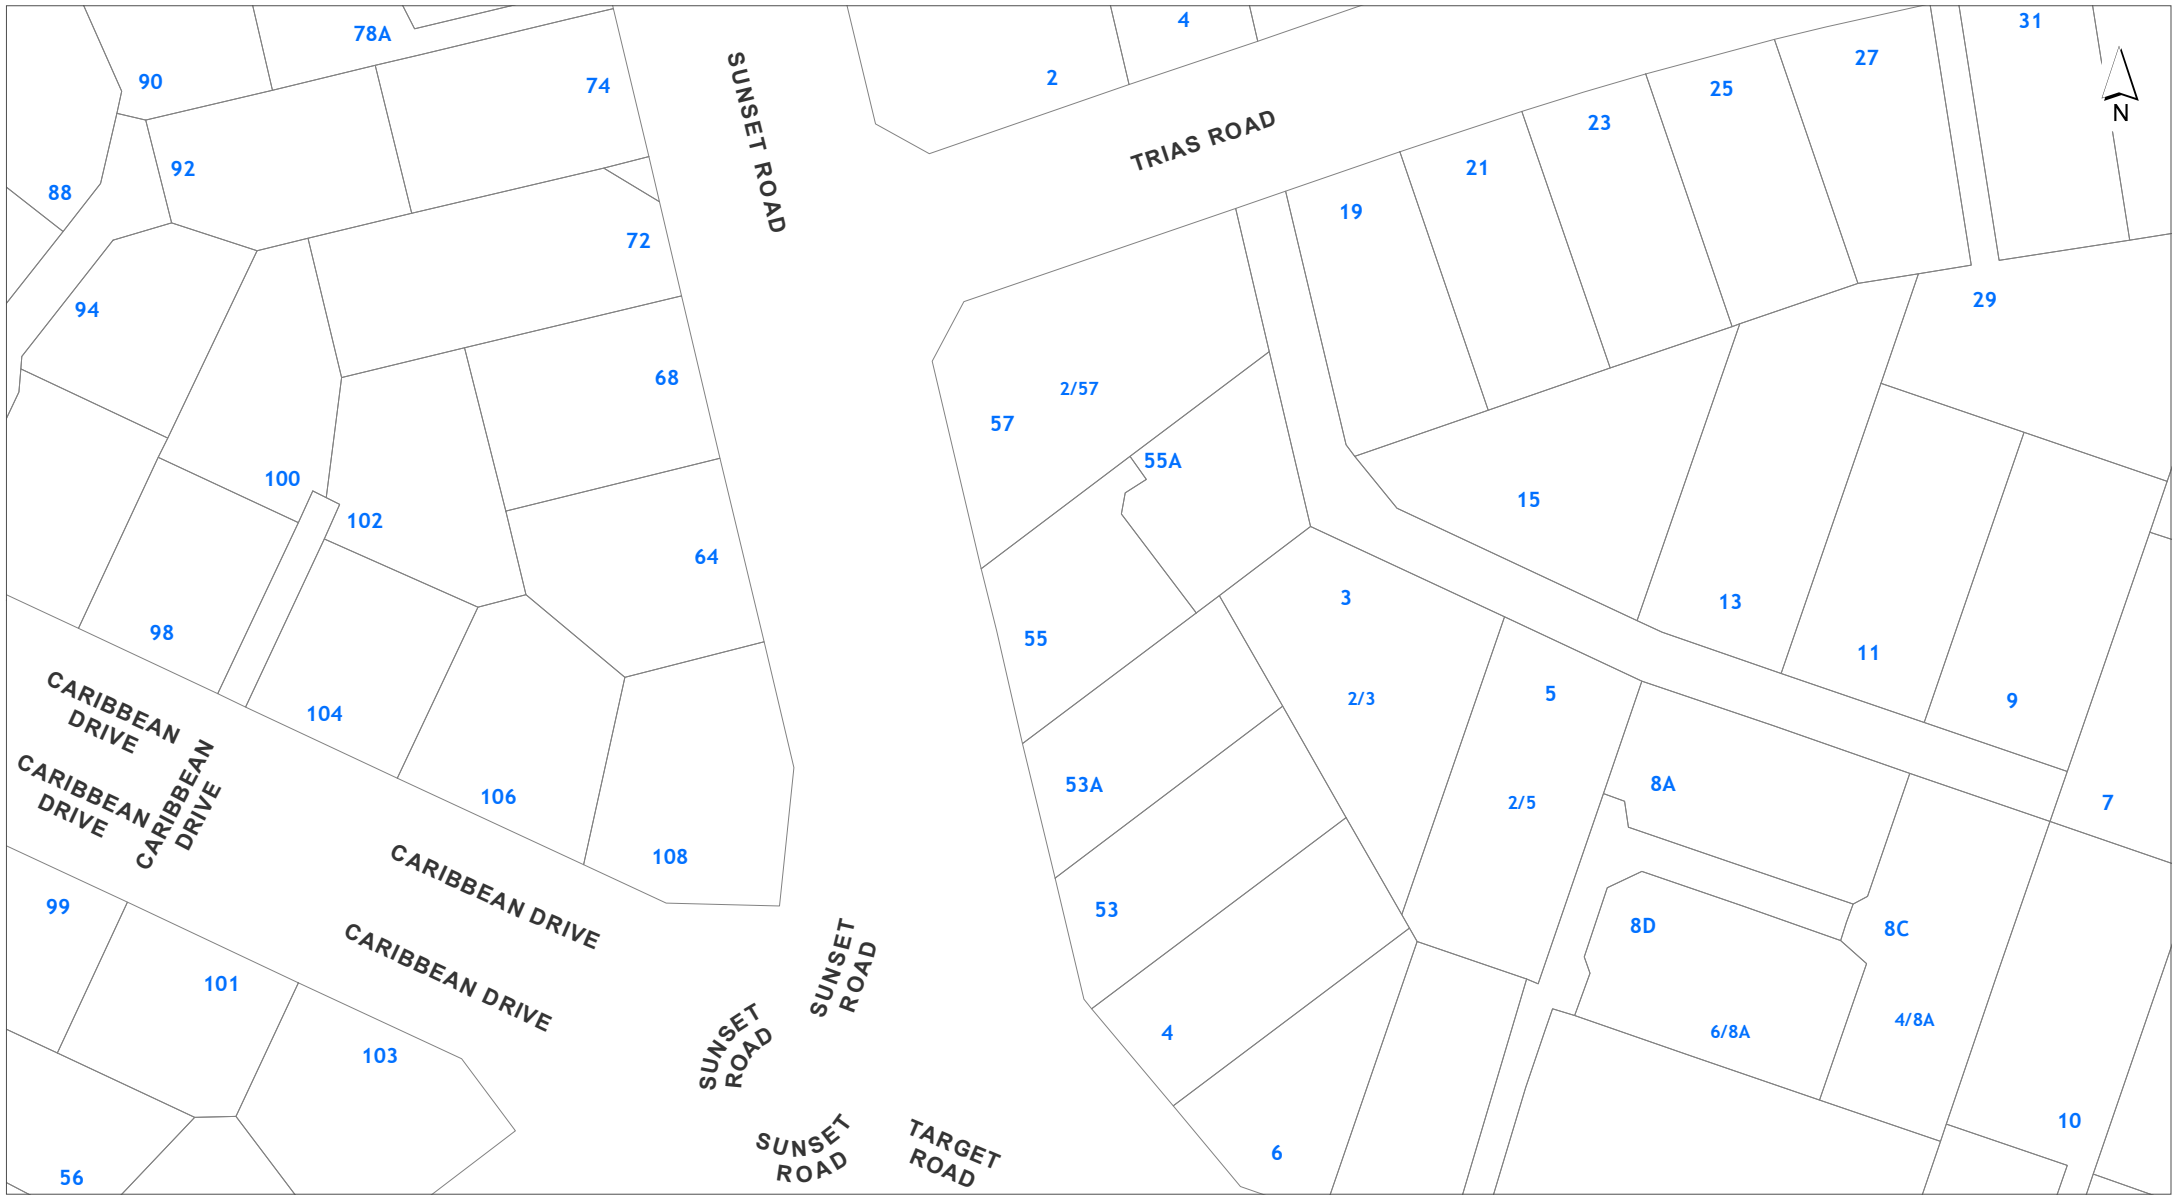 4
31
78A
27
90
74
2
25
N
SUNSET ROAD
TRIAS ROAD
23
92
21
88
19
72
94
29
68
2/57
57
55A
100
15
102
64
3
13
98
55
11
CARIBBEAN
DRIVE
2/3
5
9
104
CARIBBEAN
DRIVE
CARIBBEAN
DRIVE
53A
8A
106
2/5
7
108
CARIBBEAN DRIVE
99
53
8D
8C
CARIBBEAN DRIVE
SUNSET
ROAD
101
4/8A
SUNSET
ROAD
4
6/8A
103
10
SUNSET
ROAD
TARGET
ROAD
6
56